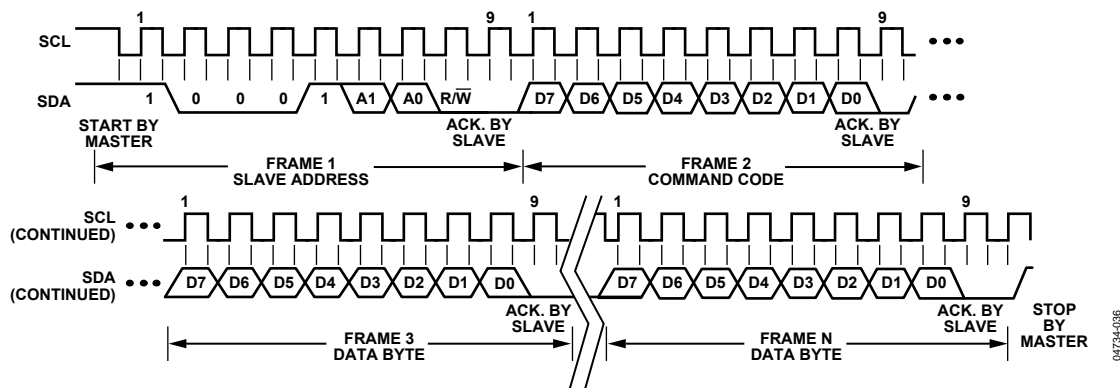 1 9 1 9
SCL
SDA 1 0 0 0 1 A1 A0 R/W̅ D7 D6 D5 D4 D3 D2 D1 D0
START BY MASTER
ACK. BY SLAVE
ACK. BY SLAVE
FRAME 1
SLAVE ADDRESS
FRAME 2
COMMAND CODE
1 9 1 9
SCL
(CONTINUED)
SDA
(CONTINUED)
D7 D6 D5 D4 D3 D2 D1 D0 D7 D6 D5 D4 D3 D2 D1 D0
ACK. BY
SLAVE
ACK. BY
SLAVE
STOP
BY
MASTER
FRAME 3
DATA BYTE
FRAME N
DATA BYTE
04734-036